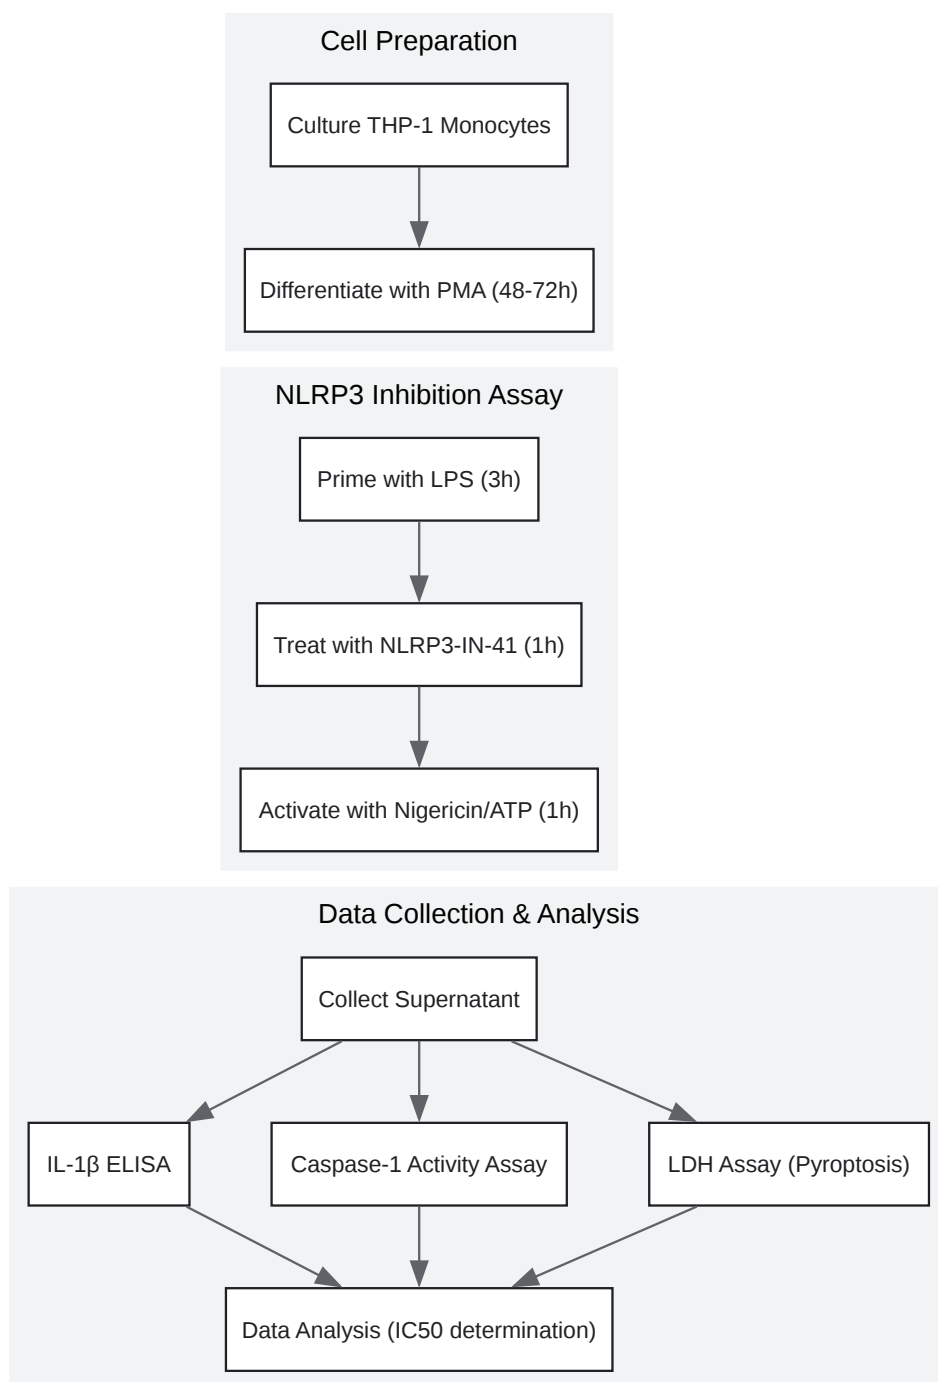 Cell Preparation
Culture THP-1 Monocytes
Differentiate with PMA (48-72h)
NLRP3 Inhibition Assay
Prime with LPS (3h)
Treat with NLRP3-IN-41 (1h)
Activate with Nigericin/ATP (1h)
Data Collection & Analysis
Collect Supernatant
IL-1β ELISA
Caspase-1 Activity Assay
LDH Assay (Pyroptosis)
Data Analysis (IC50 determination)